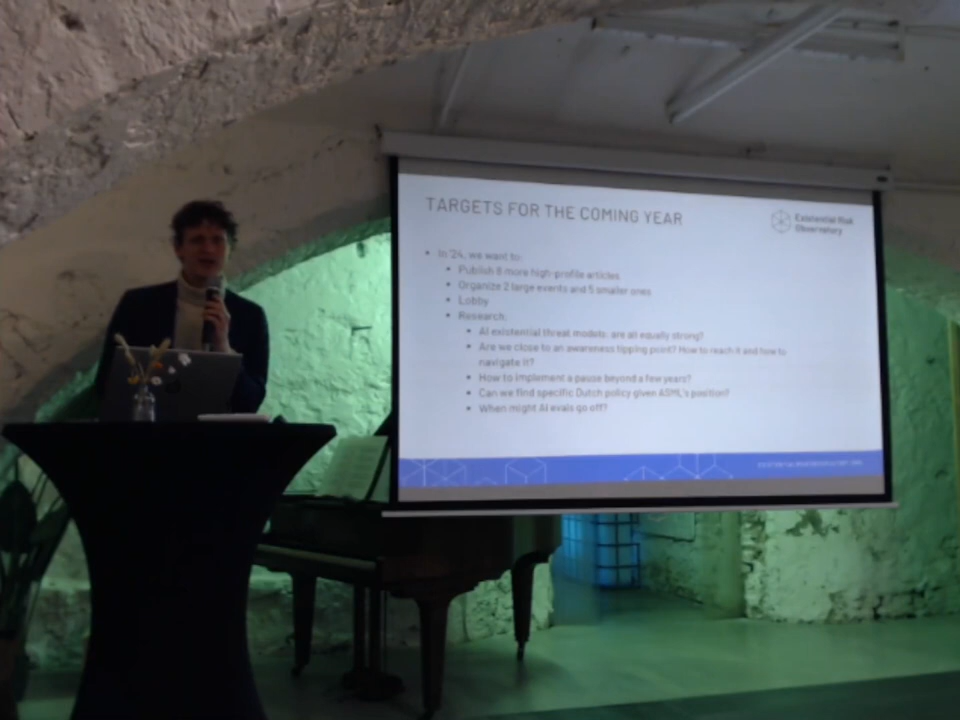 TARGETS FOR THE COMING YEAR
Existential Risk
Observatory
• In '24, we want to:
• Publish 8 more high-profile articles
• Organize 2 large events and 5 smaller ones
• Lobby
• Research:
• AI existential threat models: are all equally strong?
• Are we close to an awareness tipping point? How to reach it and how to
navigate it?
• How to implement a pause beyond a few years?
• Can we find specific Dutch policy given ASML's position?
• When might AI evals go off?